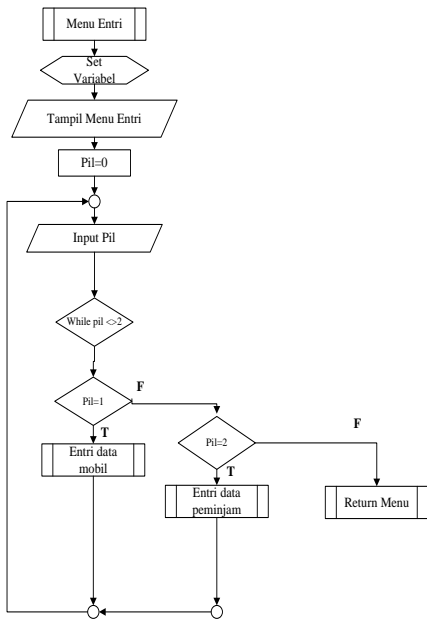 Menu Entri
Set
Variabel
Tampil Menu Entri
Pil=0
Input Pil
While pil <>2
Pil=1
F
T
Entri data
mobil
Pil=2
F
T
Entri data
peminjam
Return Menu